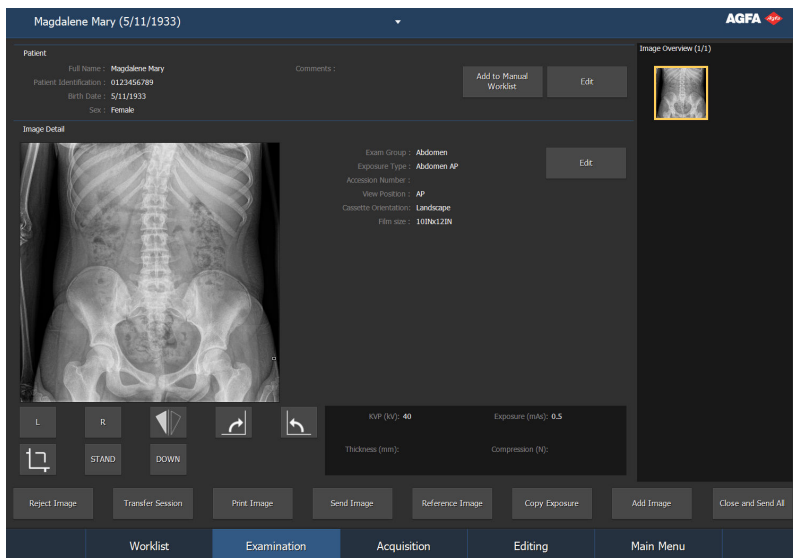 Magdalene Mary (5/11/1933)
AGFA
Agfa
Patient
Full Name : Magdalene Mary
Comments :
Patient Identification : 0123456789
Birth Date : 5/11/1933
Sex : Female
Add to Manual
Worklist
Edit
Image Overview (1/1)
Image Detail
Exam Group : Abdomen
Exposure Type : Abdomen AP
Accession Number :
View Position : AP
Cassette Orientation: Landscape
Film size : 10INx12IN
Edit
L
R
STAND
DOWN
KVP (kV): 40
Exposure (mAs): 0.5
Thickness (mm):
Compression (N):
Reject Image
Transfer Session
Print Image
Send Image
Reference Image
Copy Exposure
Add Image
Close and Send All
Worklist
Examination
Acquisition
Editing
Main Menu